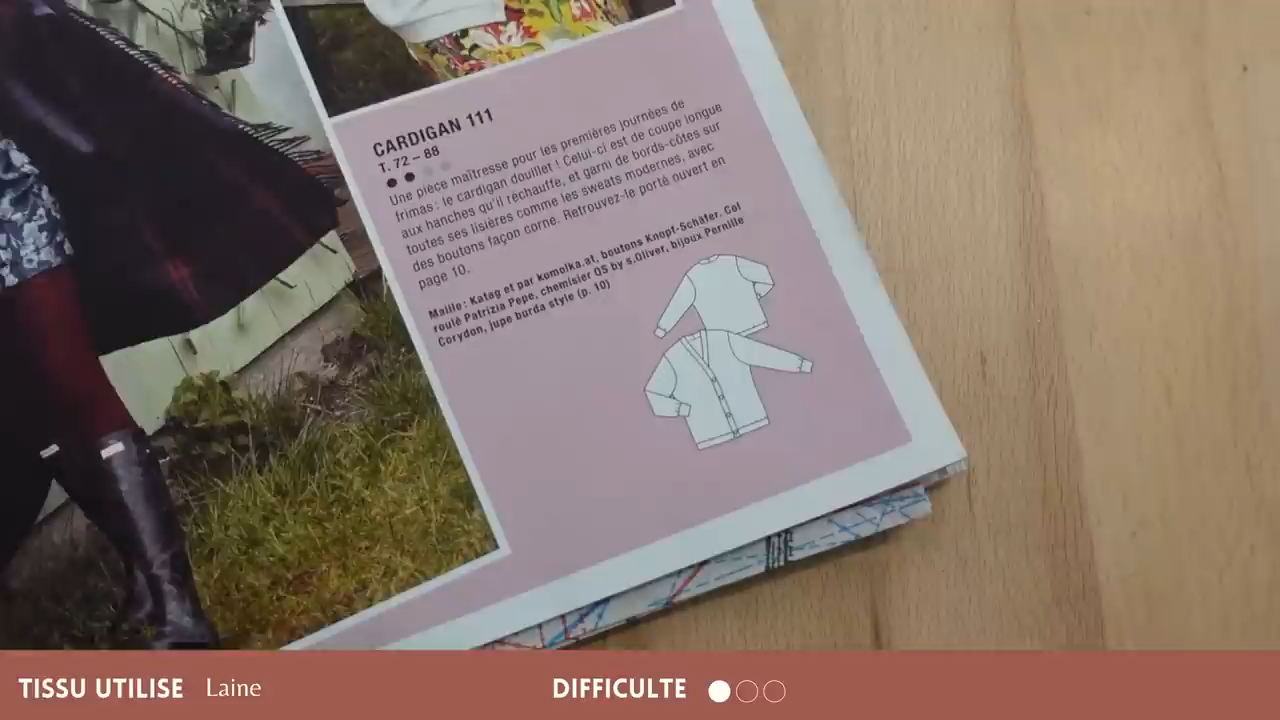 CARDIGAN 111
T. 72 – 88
Une pièce maîtresse pour les premières journées de
frimas : le cardigan douillet ! Celui-ci est de coupe longue
aux hanches qu'il réchauffe, et garni de bords-côtes sur
toutes ses lisières comme les sweats modernes, avec
des boutons façon corne. Retrouvez-le porté ouvert en
page 10.
Maille : Katag et par komolka.at, boutons Knopf-Schäfer. Col
roulé Patrizia Pepe, chemisier QS by s.Oliver, bijoux Pernille
Corydon, jupe burda style (p. 10)
TISSU UTILISE Laine
DIFFICULTE